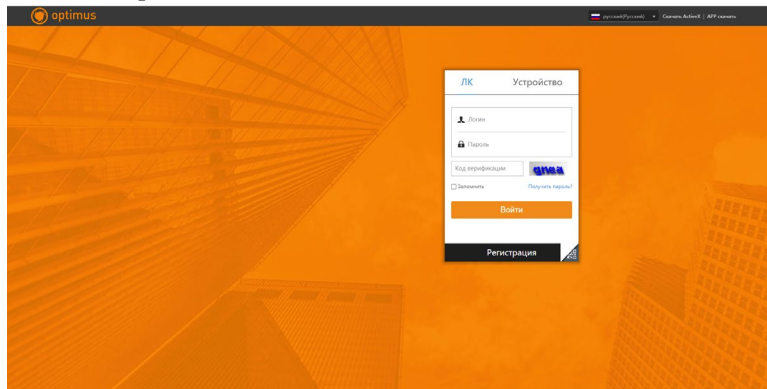 optimus
русский(Русский)
Скачать ActiveX | APP скачать
ЛК Устройство
Логин
Пароль
Код верификации
Запомнить Получить пароль?
Войти
Регистрация